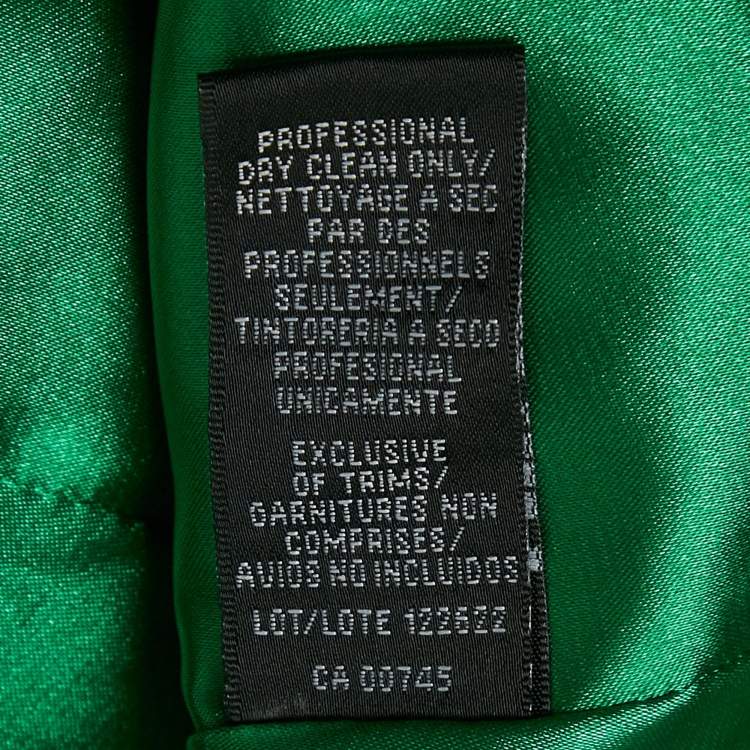 PROFESSIONAL
DRY CLEAN ONLY/
NETTOYAGE A SEC
PAR DES
PROFESSIONNELS
SEULEMENT/
TINTORERIA A SECO
PROFESIONAL
UNICAMENTE
EXCLUSIVE
OF TRIMS/
GARNITURES NON
COMPRISES/
AVIOS NO INCLUIDOS
LOT/LOTE 122622
CA 00745